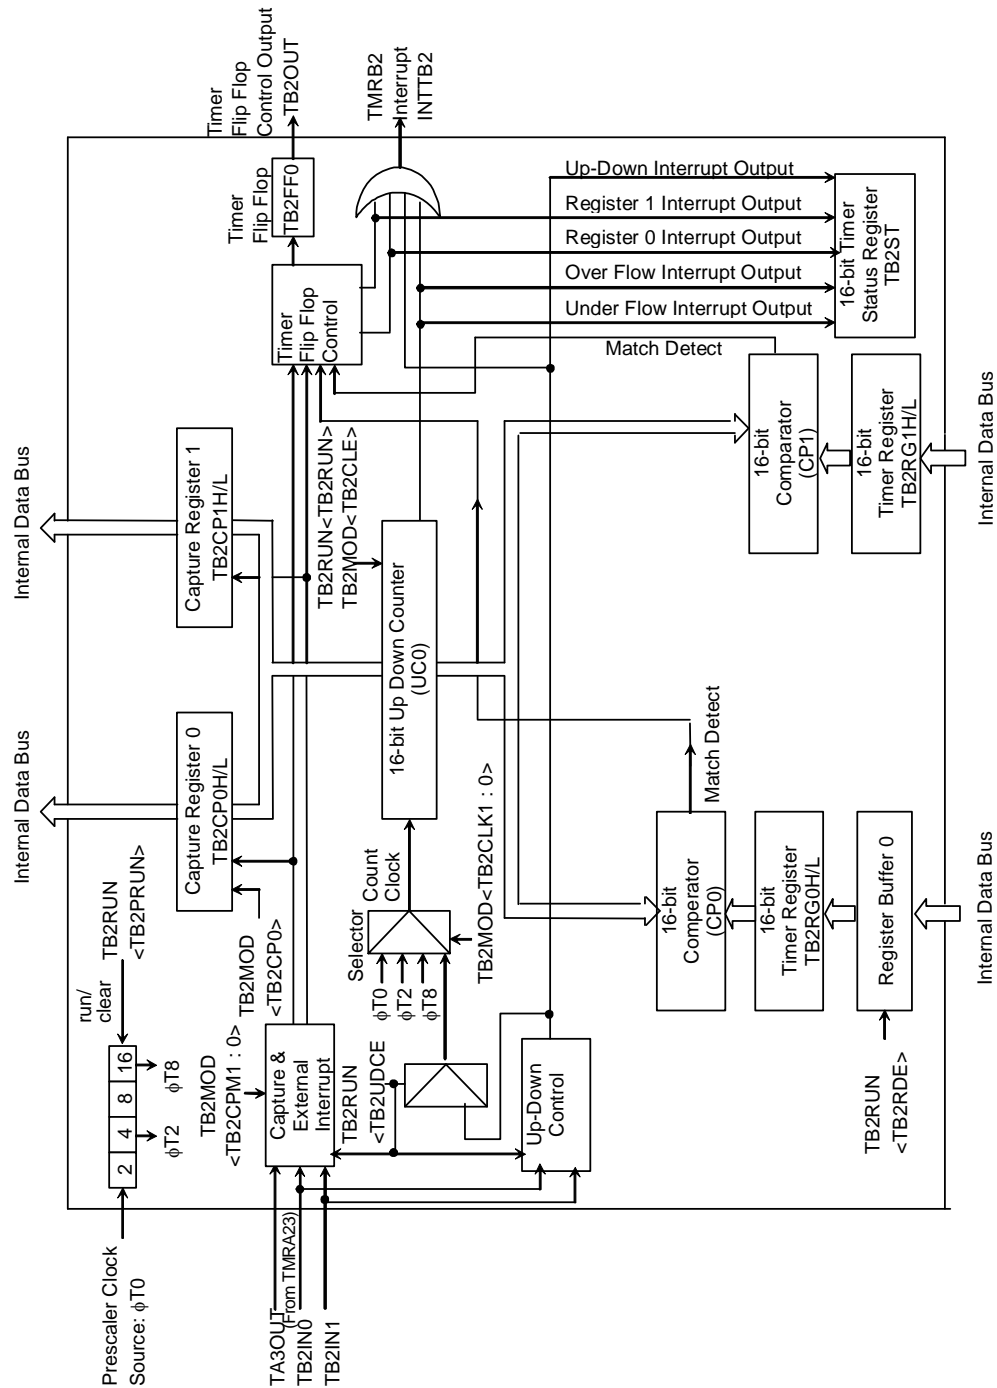 Prescaler Clock
Source: ϕT0
2 4 8 16
ϕT2
ϕT8
run/
clear
TB2RUN
<TB2PRUN>
Internal Data Bus
Internal Data Bus
TB2MOD
<TB2CPM1 : 0>
TB2MOD
<TB2CP0>
Capture Register 0
TB2CP0H/L
Capture Register 1
TB2CP1H/L
Timer
Flip Flop
Timer
Flip Flop
Control Output
TB2FF0
TB2OUT
TA3OUT
(From TMRA23)
TB2IN0
TB2IN1
Capture &
External
Interrupt
TB2RUN
<TB2UDCE
Selector
ϕT0
ϕT2
ϕT8
Count
Clock
TB2RUN<TB2RUN>
TB2MOD<TB2CLE>
Timer
Flip Flop
Control
TMRB2
Interrupt
INTTB2
16-bit Up Down Counter
(UC0)
TB2MOD<TB2CLK1 : 0>
Up-Down
Control
Up-Down Interrupt Output
Register 1 Interrupt Output
Register 0 Interrupt Output
Over Flow Interrupt Output
Under Flow Interrupt Output
Match Detect
16-bit Timer
Status Register
TB2ST
Match Detect
16-bit
Comperator
(CP0)
16-bit
Comparator
(CP1)
16-bit
Timer Register
TB2RG0H/L
16-bit
Timer Register
TB2RG1H/L
TB2RUN
<TB2RDE>
Register Buffer 0
Internal Data Bus
Internal Data Bus